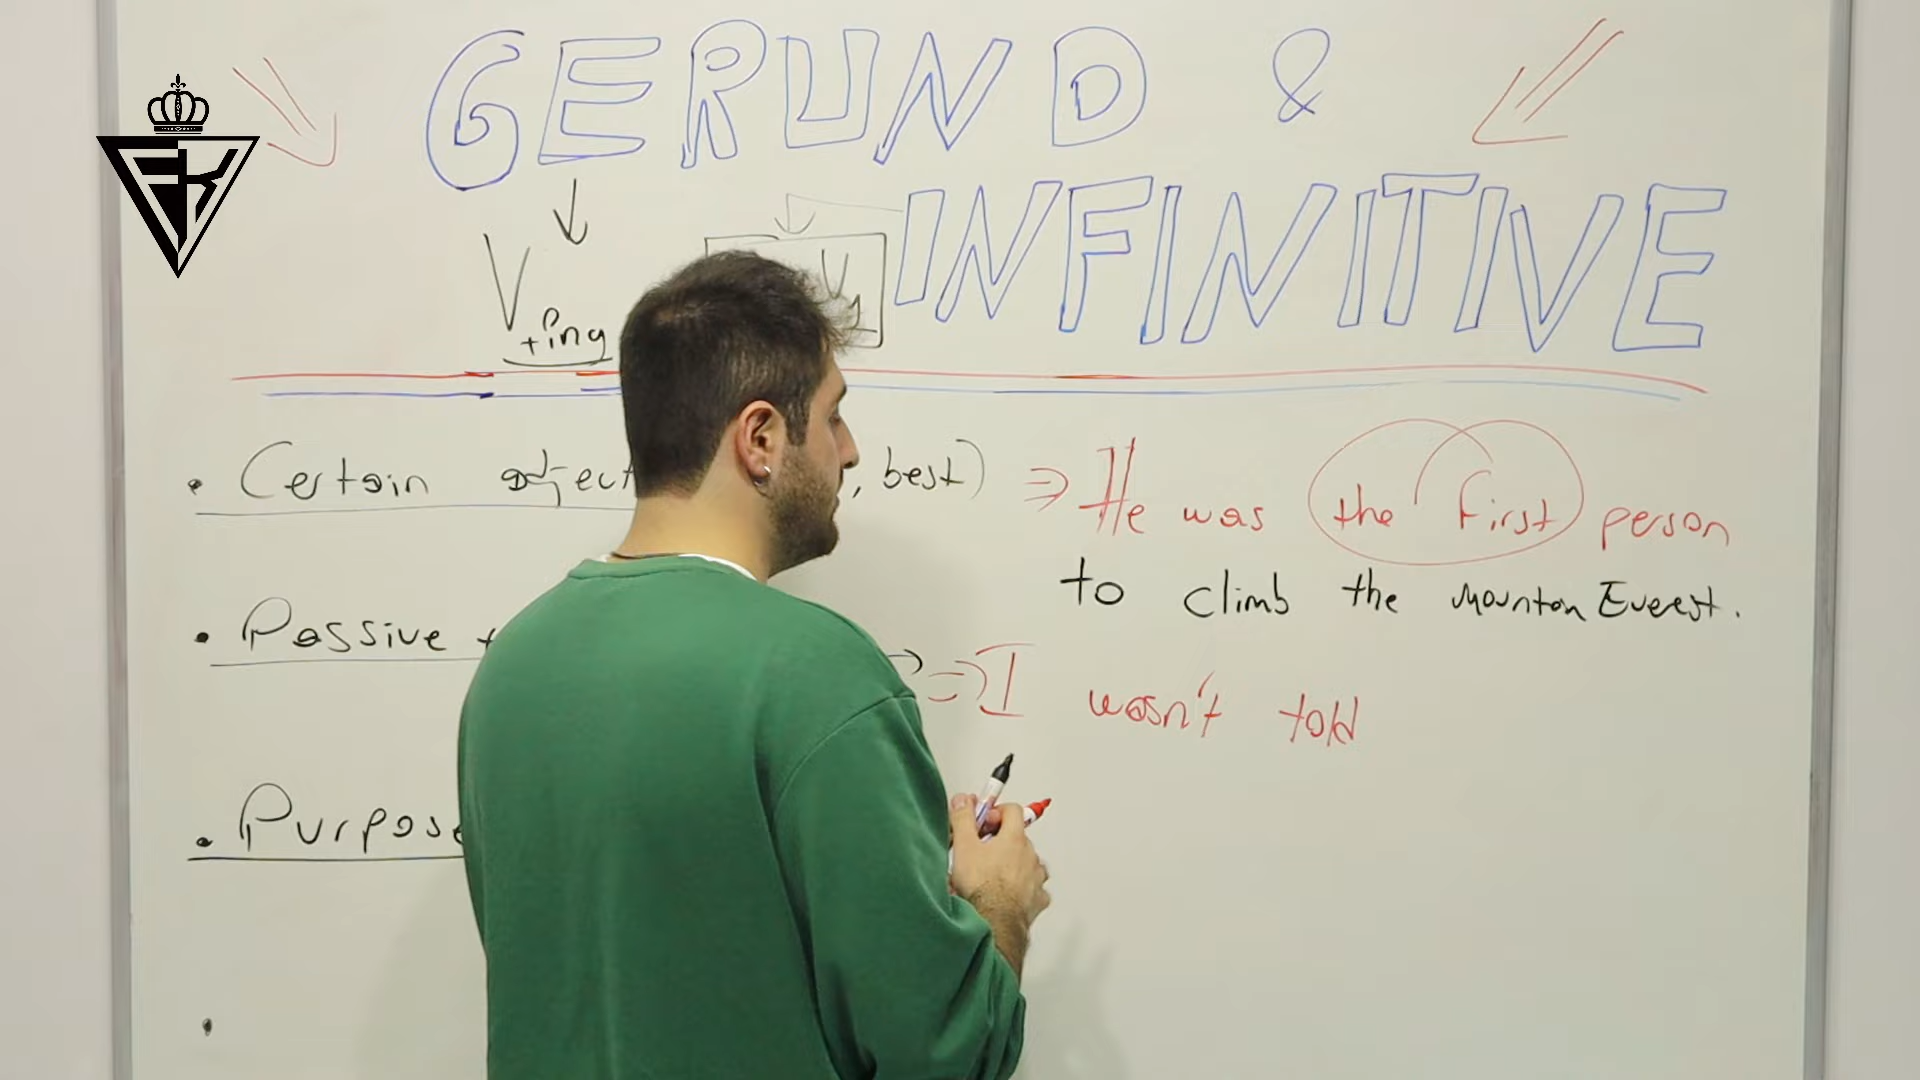 GERUND &
INFINITIVE
V
+ing
• Certain , best) ⇒ He was the first person
to climb the Mounton Everest.
• Passive + ⇒ I wasn't told
• Purpose
•
FK